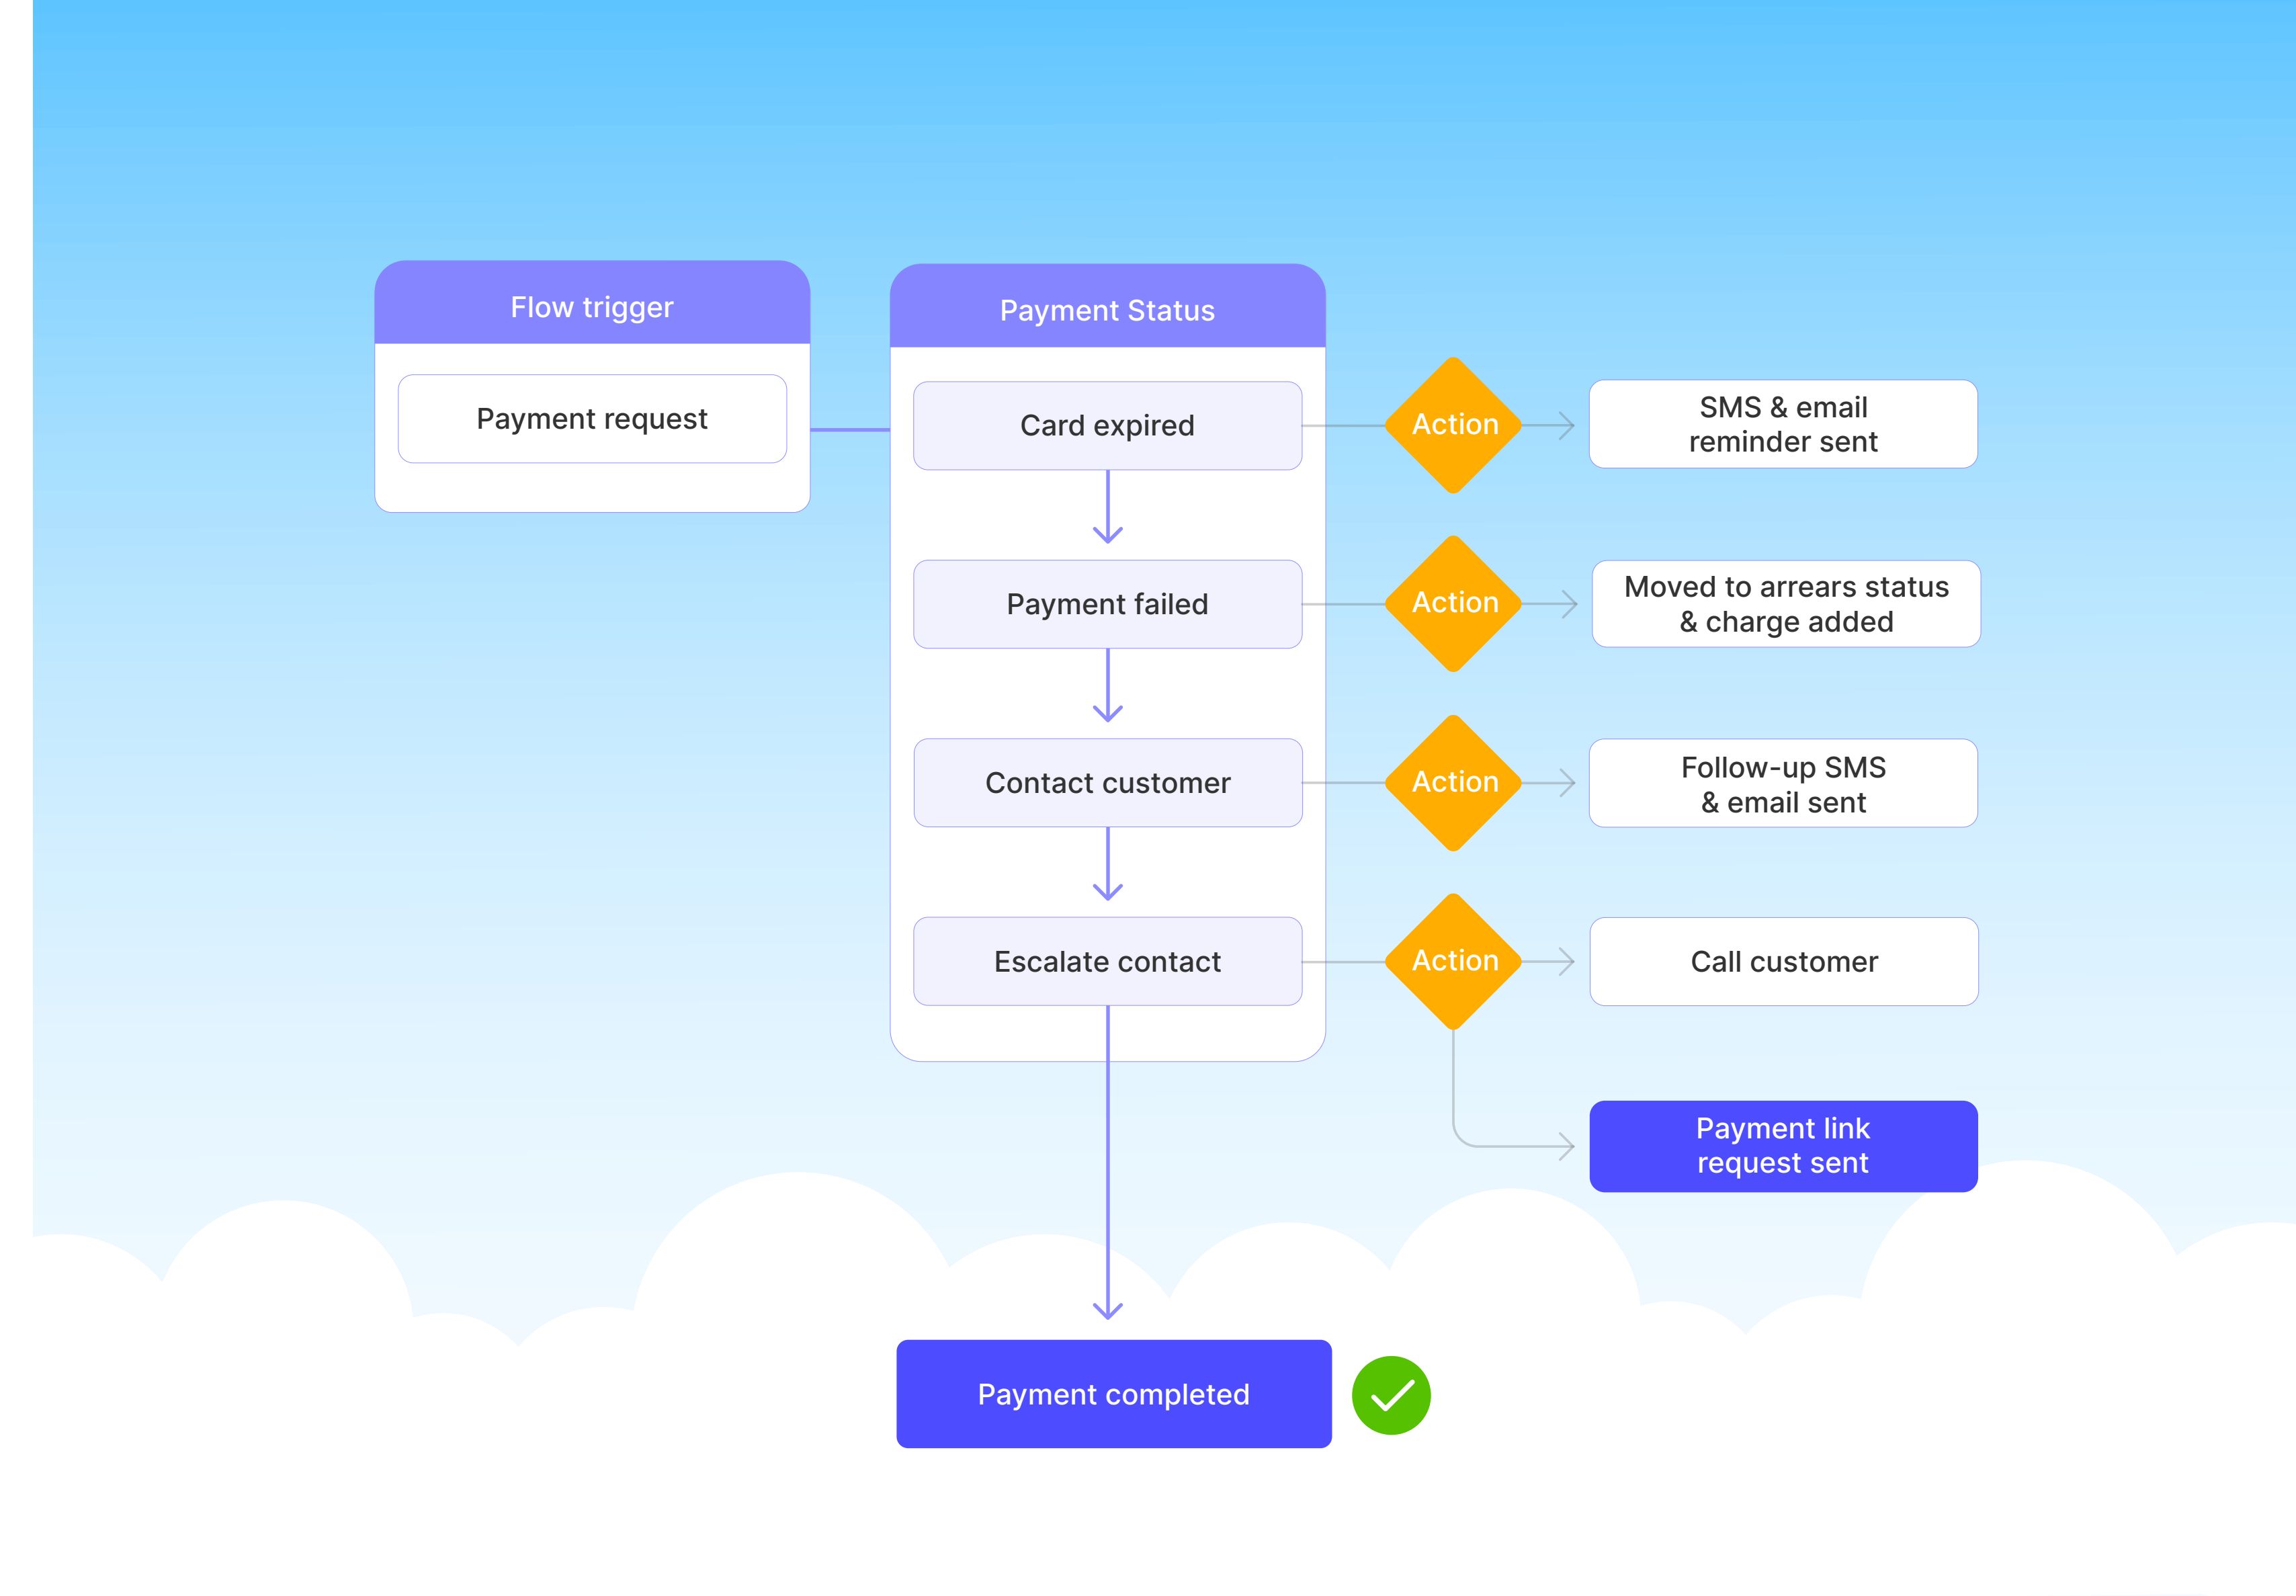 Flow trigger
Payment request
Payment Status
Card expired
Action
SMS & email
reminder sent
Payment failed
Action
Moved to arrears status
& charge added
Contact customer
Action
Follow-up SMS
& email sent
Escalate contact
Action
Call customer
Payment link
request sent
Payment completed